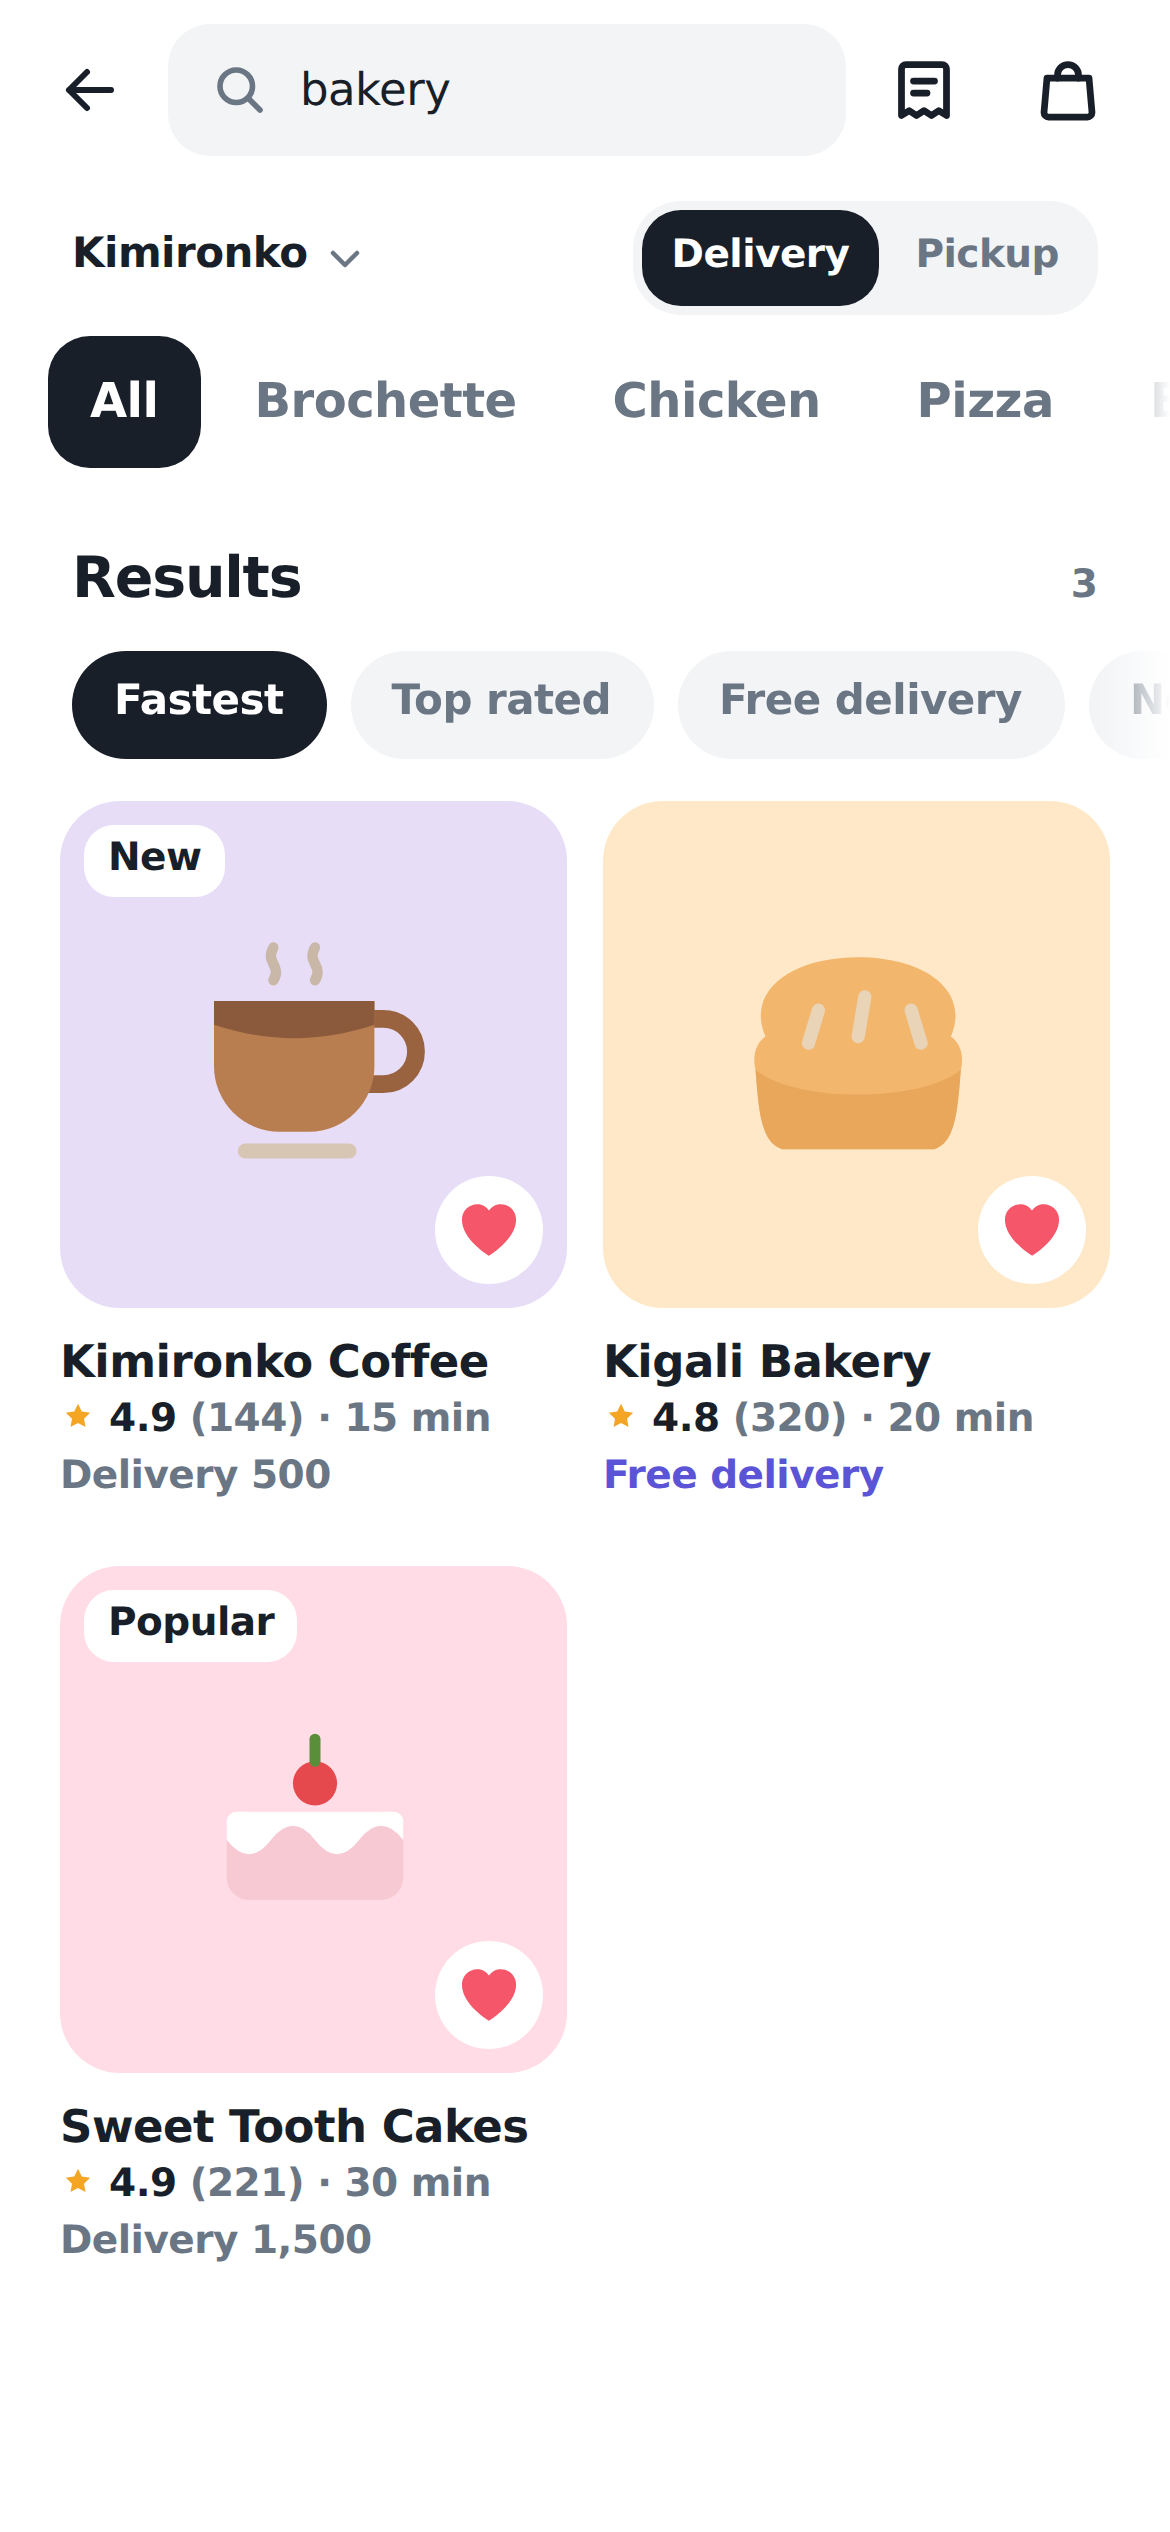 bakery
Kimironko
Delivery Pickup
All Brochette Chicken Pizza
Results
3
Fastest Top rated Free delivery
New
Kimironko Coffee
4.9 (144) · 15 min
Delivery 500
Kigali Bakery
4.8 (320) · 20 min
Free delivery
Popular
Sweet Tooth Cakes
4.9 (221) · 30 min
Delivery 1,500